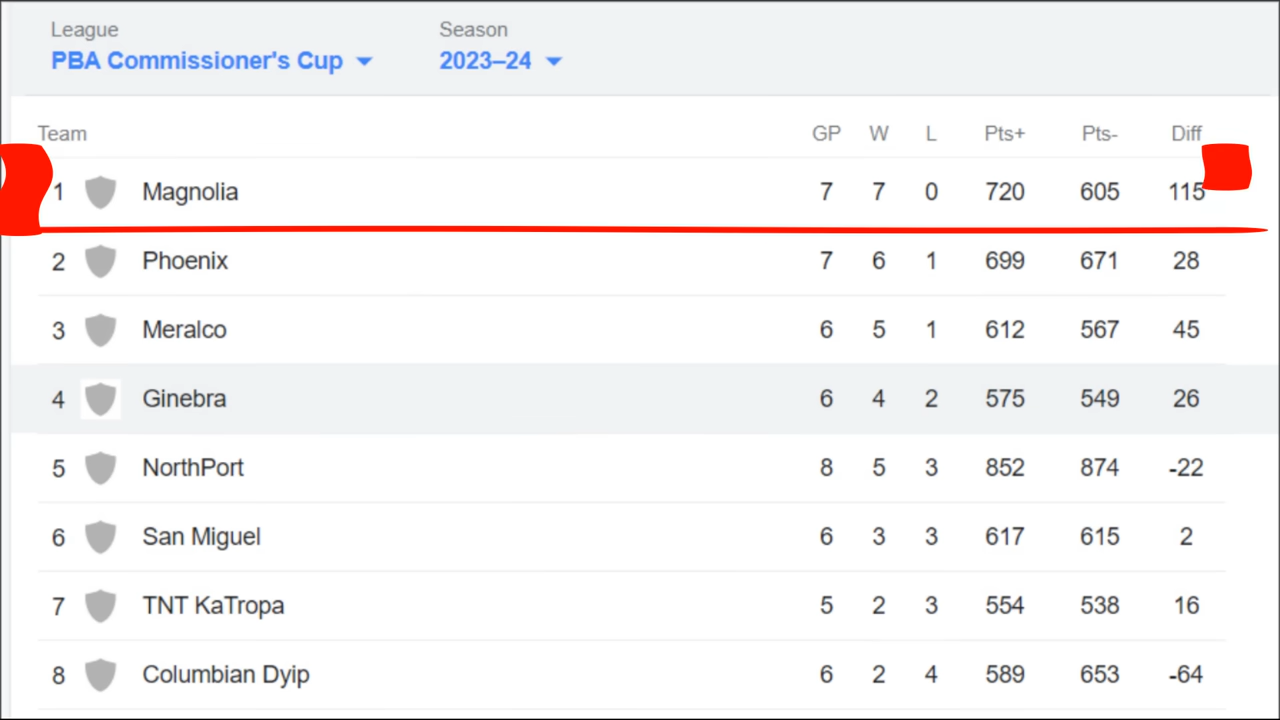 League Season
PBA Commissioner's Cup 2023–24
Team GP W L Pts+ Pts- Diff
1 Magnolia 7 7 0 720 605 115
2 Phoenix 7 6 1 699 671 28
3 Meralco 6 5 1 612 567 45
4 Ginebra 6 4 2 575 549 26
5 NorthPort 8 5 3 852 874 -22
6 San Miguel 6 3 3 617 615 2
7 TNT KaTropa 5 2 3 554 538 16
8 Columbian Dyip 6 2 4 589 653 -64